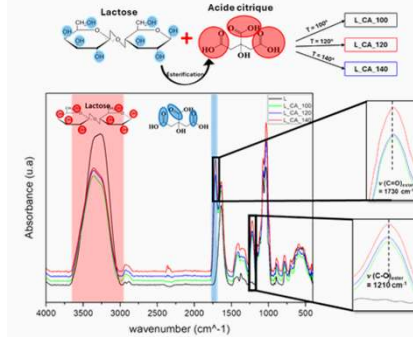 Lactose
Acide citrique
Esterification
T = 100°
T = 120°
T = 140°
L_CA_100
L_CA_120
L_CA_140
Lactose
L
L_CA_100
L_CA_120
L_CA_140
ν (C=O)ester
= 1730 cm⁻¹
ν (C-O)ester
= 1210 cm⁻¹
Absorbance (u.a)
4000 3500 3000 2500 2000 1500 1000 500
wavenumber (cm^-1)